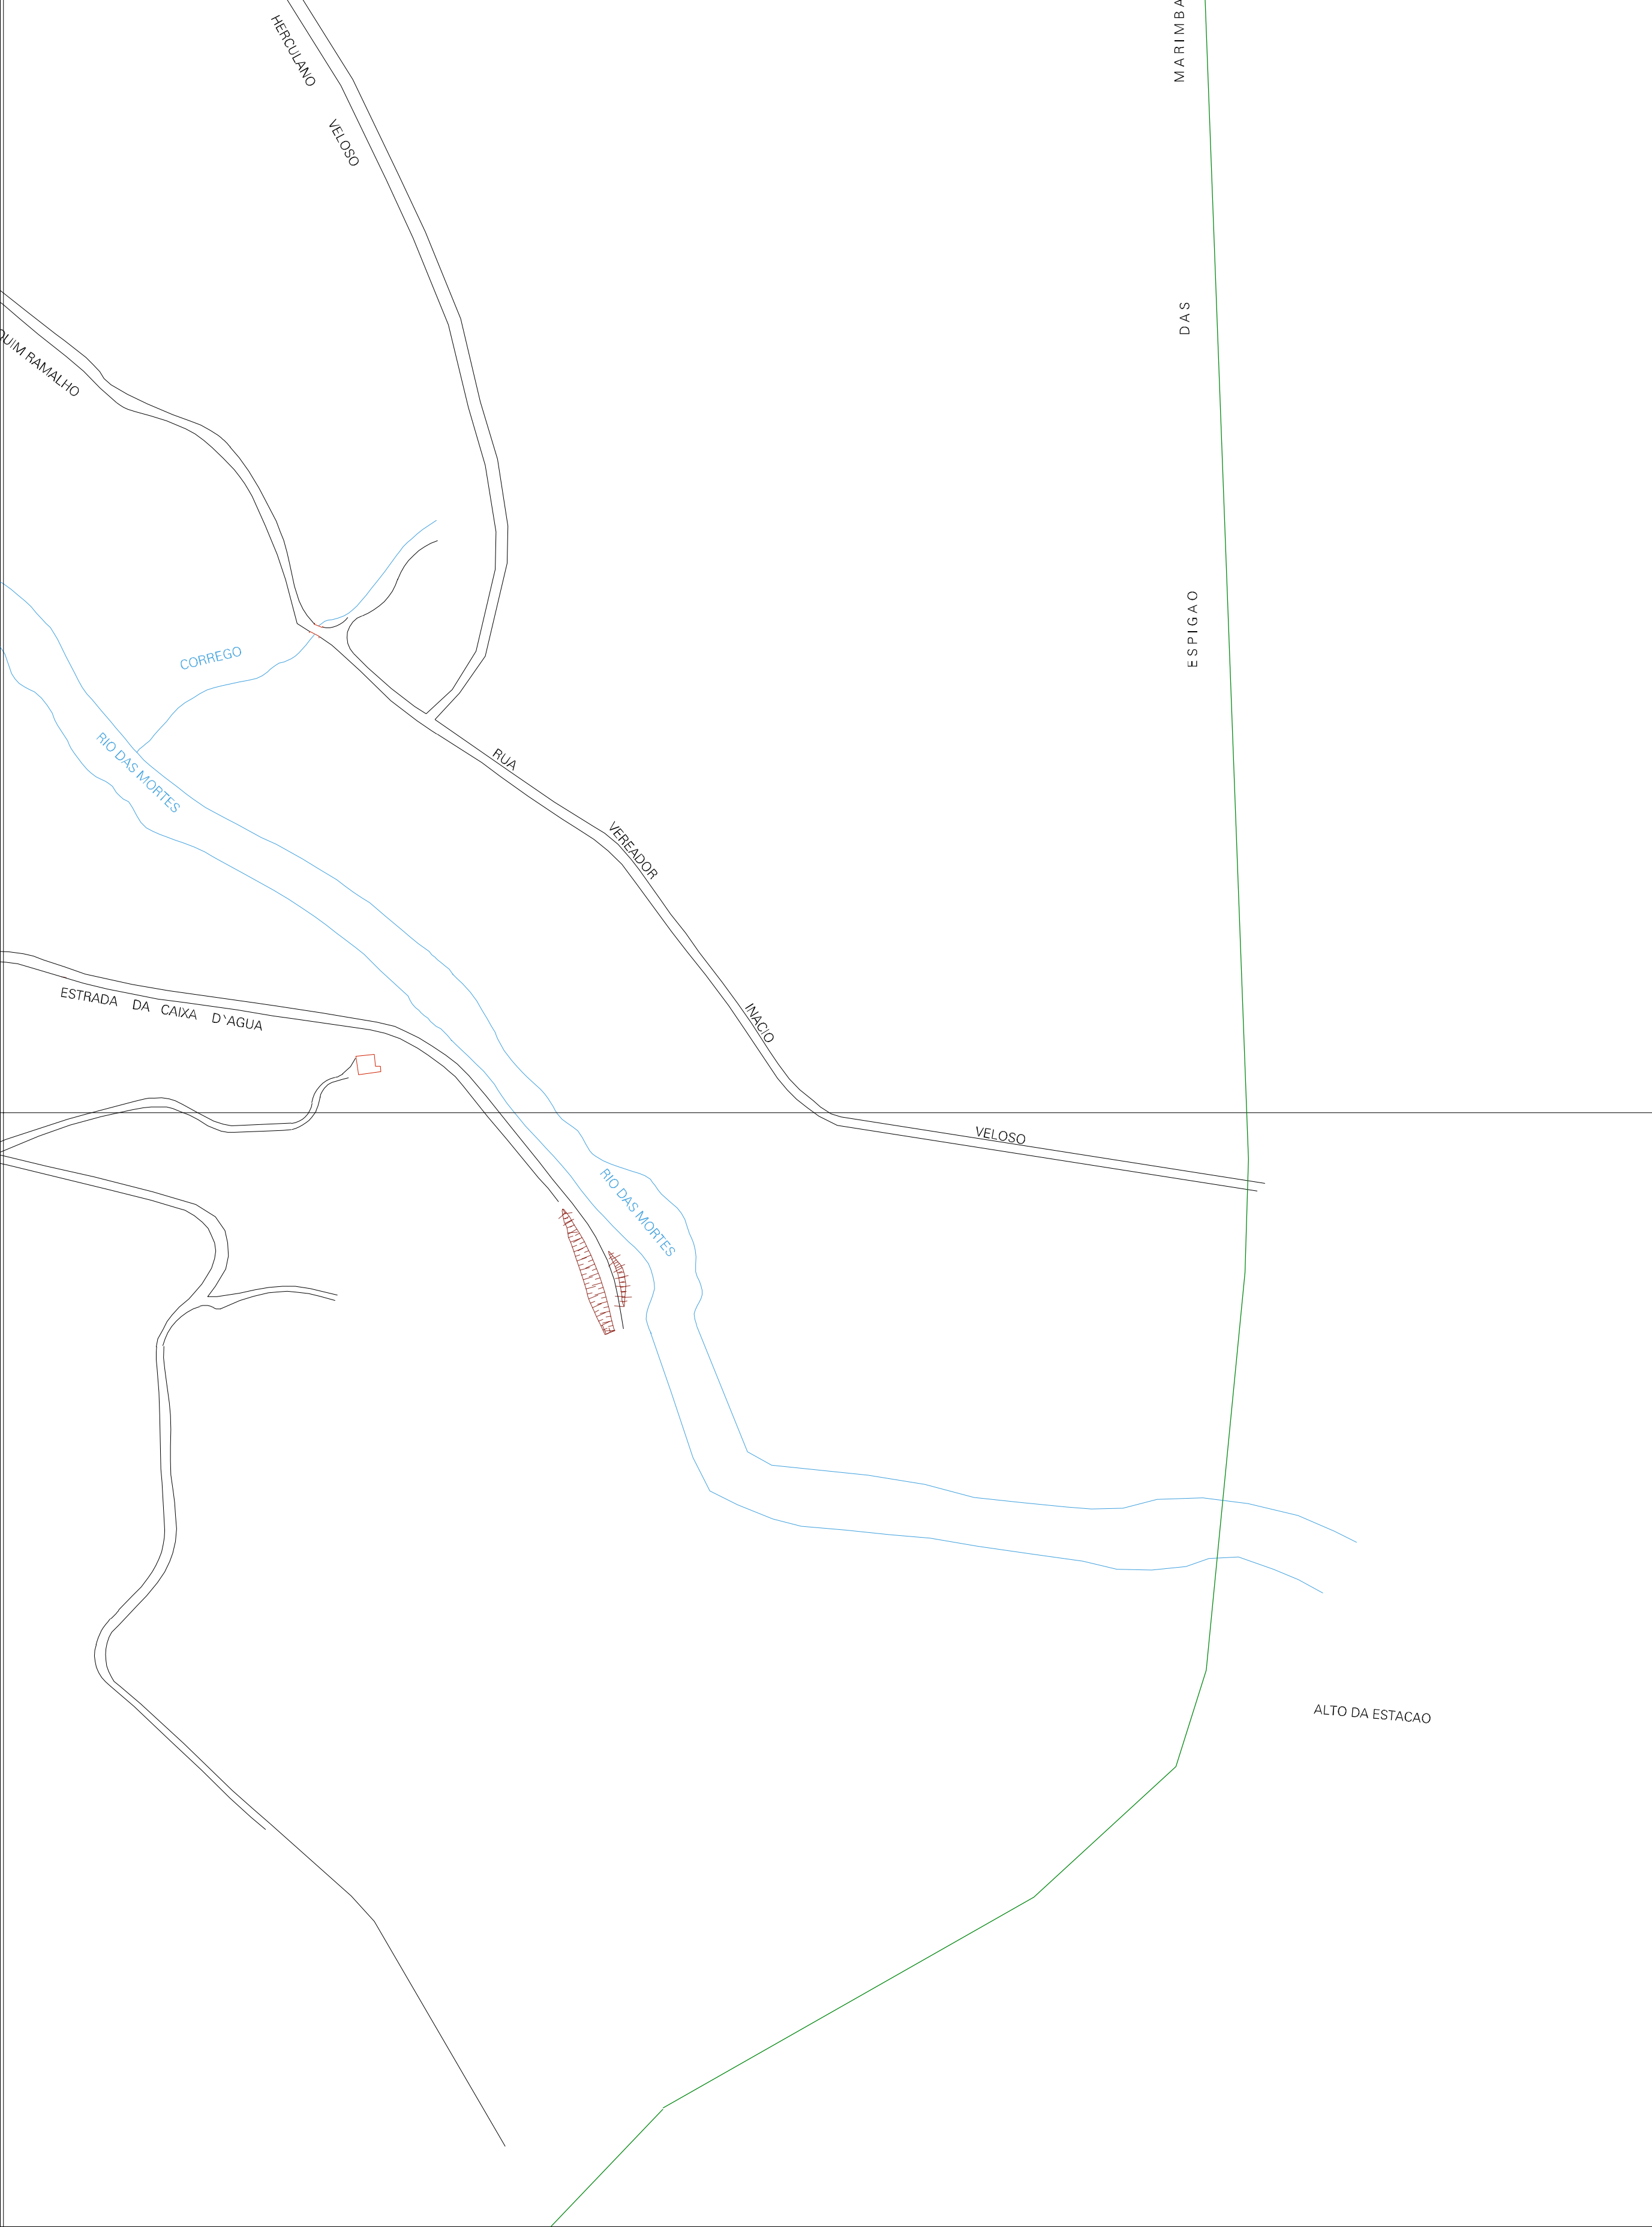 HERCULANO VELOSO
MARIMBA
DAS
ESPIGAO
QUIM RAMALHO
CORREGO
RIO DAS MORTES
RUA VEREADOR INACIO VELOSO
ESTRADA DA CAIXA D`AGUA
RIO DAS MORTES
ALTO DA ESTACAO